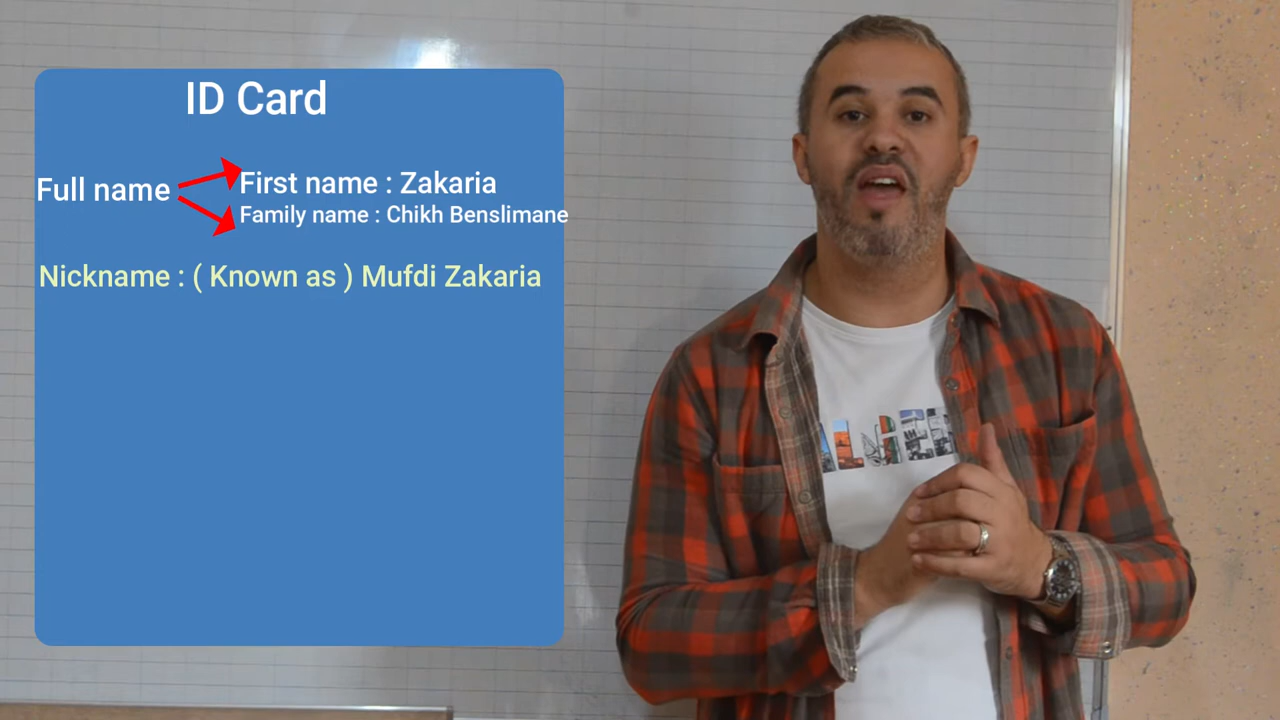 ID Card
Full name
First name : Zakaria
Family name : Chikh Benslimane
Nickname : ( Known as ) Mufdi Zakaria